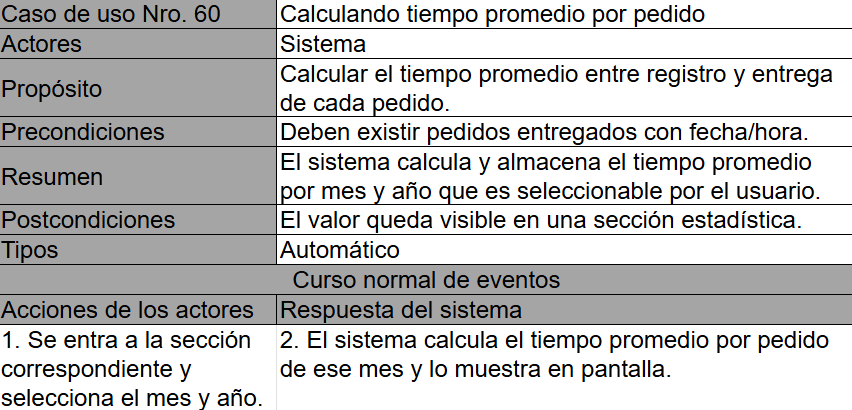 Caso de uso Nro. 60
Calculando tiempo promedio por pedido
Actores
Sistema
Propósito
Calcular el tiempo promedio entre registro y entrega
de cada pedido.
Precondiciones
Deben existir pedidos entregados con fecha/hora.
Resumen
El sistema calcula y almacena el tiempo promedio
por mes y año que es seleccionable por el usuario.
Postcondiciones
El valor queda visible en una sección estadística.
Tipos
Automático
Curso normal de eventos
Acciones de los actores
Respuesta del sistema
1. Se entra a la sección
correspondiente y
selecciona el mes y año.
2. El sistema calcula el tiempo promedio por pedido
de ese mes y lo muestra en pantalla.